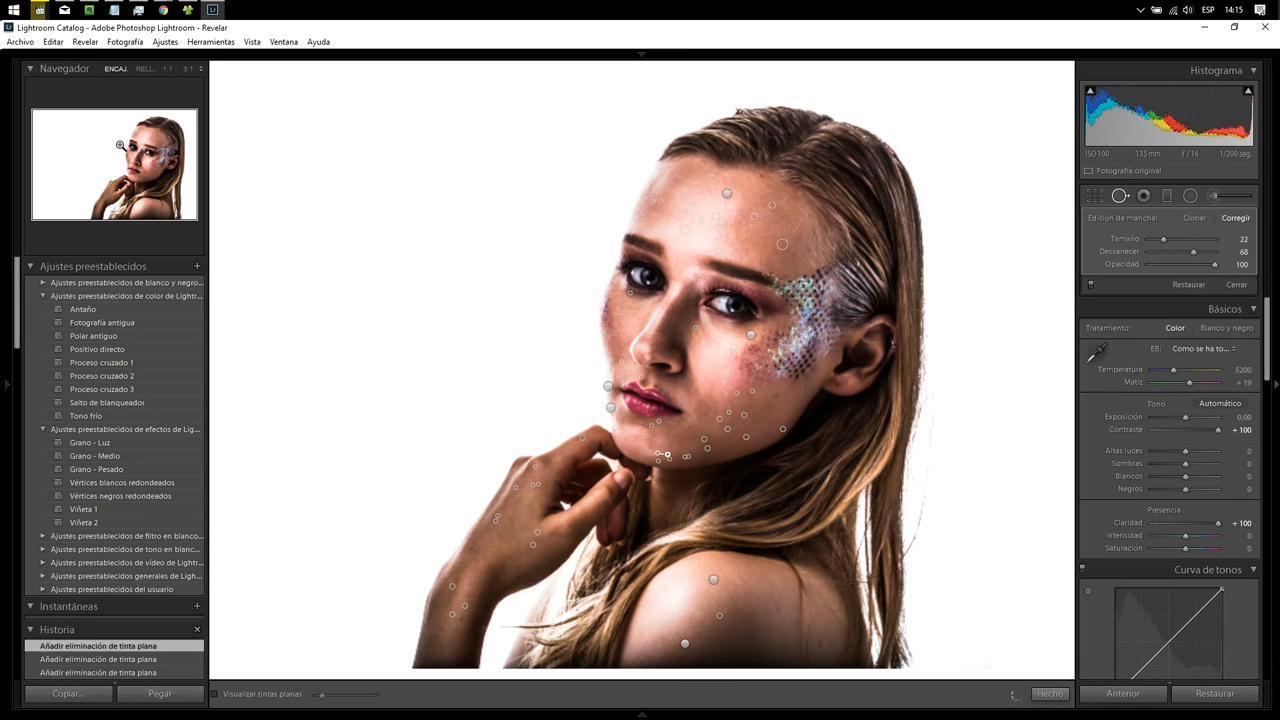 ESP 14:15
Lightroom Catalog - Adobe Photoshop Lightroom - Revelar
Archivo Editar Revelar Fotografía Ajustes Herramientas Vista Ventana Ayuda
Navegador ENCAJ. RELL. 1:1 3:1
Ajustes preestablecidos
Ajustes preestablecidos de blanco y negro...
Ajustes preestablecidos de color de Lightr...
Antaño
Fotografía antigua
Polar antiguo
Positivo directo
Proceso cruzado 1
Proceso cruzado 2
Proceso cruzado 3
Salto de blanqueador
Tono frío
Ajustes preestablecidos de efectos de Lig...
Grano - Luz
Grano - Medio
Grano - Pesado
Vértices blancos redondeados
Vértices negros redondeados
Viñeta 1
Viñeta 2
Ajustes preestablecidos de filtro en blanco...
Ajustes preestablecidos de tono en blanc...
Ajustes preestablecidos de vídeo de Light...
Ajustes preestablecidos generales de Ligh...
Ajustes preestablecidos del usuario
Instantáneas
Historia
Añadir eliminación de tinta plana
Añadir eliminación de tinta plana
Añadir eliminación de tinta plana
Copiar... Pegar
Visualizar tintas planas
Hecho
Histograma
ISO 100 135 mm ƒ / 16 1/200 seg.
Fotografía original
Edición de mancha: Clonar Corregir
Tamaño 22
Desvanecer 68
Opacidad 100
Restaurar Cerrar
Básicos
Tratamiento: Color Blanco y negro
EB: Como se ha to...
Temperatura 5200
Matiz + 19
Tono Automático
Exposición 0,00
Contraste + 100
Altas luces 0
Sombras 0
Blancos 0
Negros 0
Presencia
Claridad + 100
Intensidad 0
Saturación 0
Curva de tonos
Anterior Restaurar